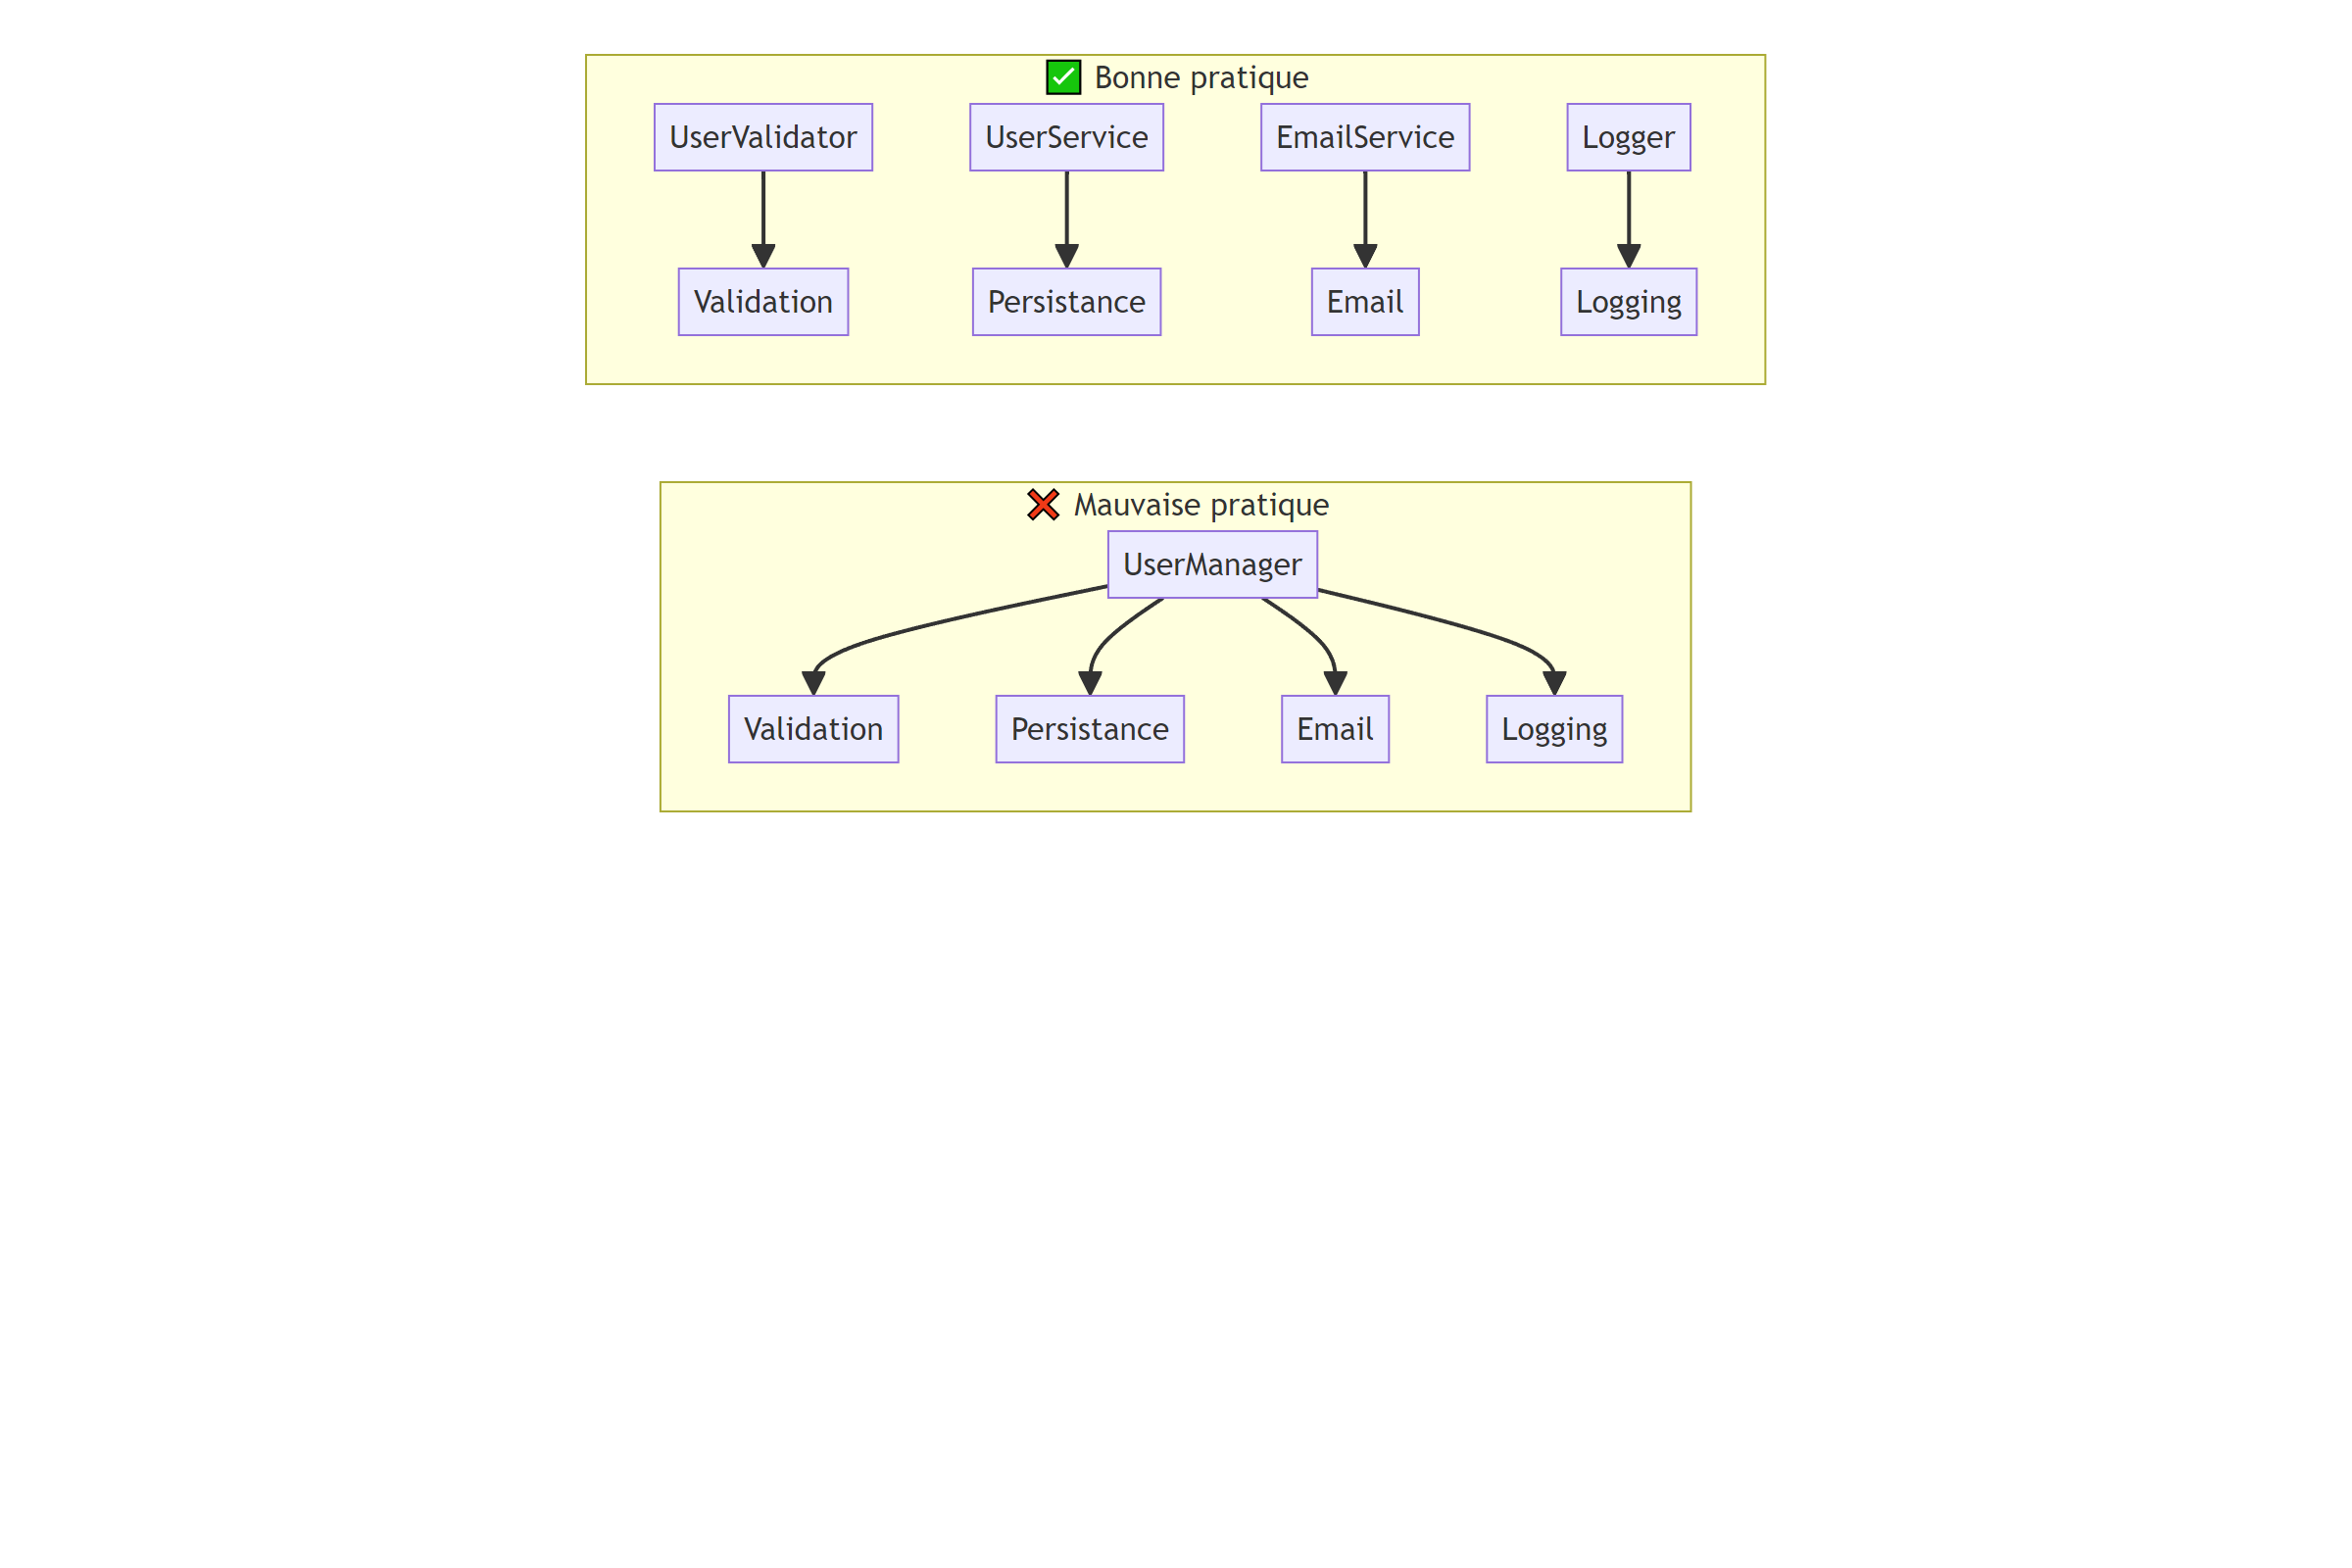 ✅ Bonne pratique
UserValidator UserService EmailService Logger
Validation Persistance Email Logging
❌ Mauvaise pratique
UserManager
Validation Persistance Email Logging